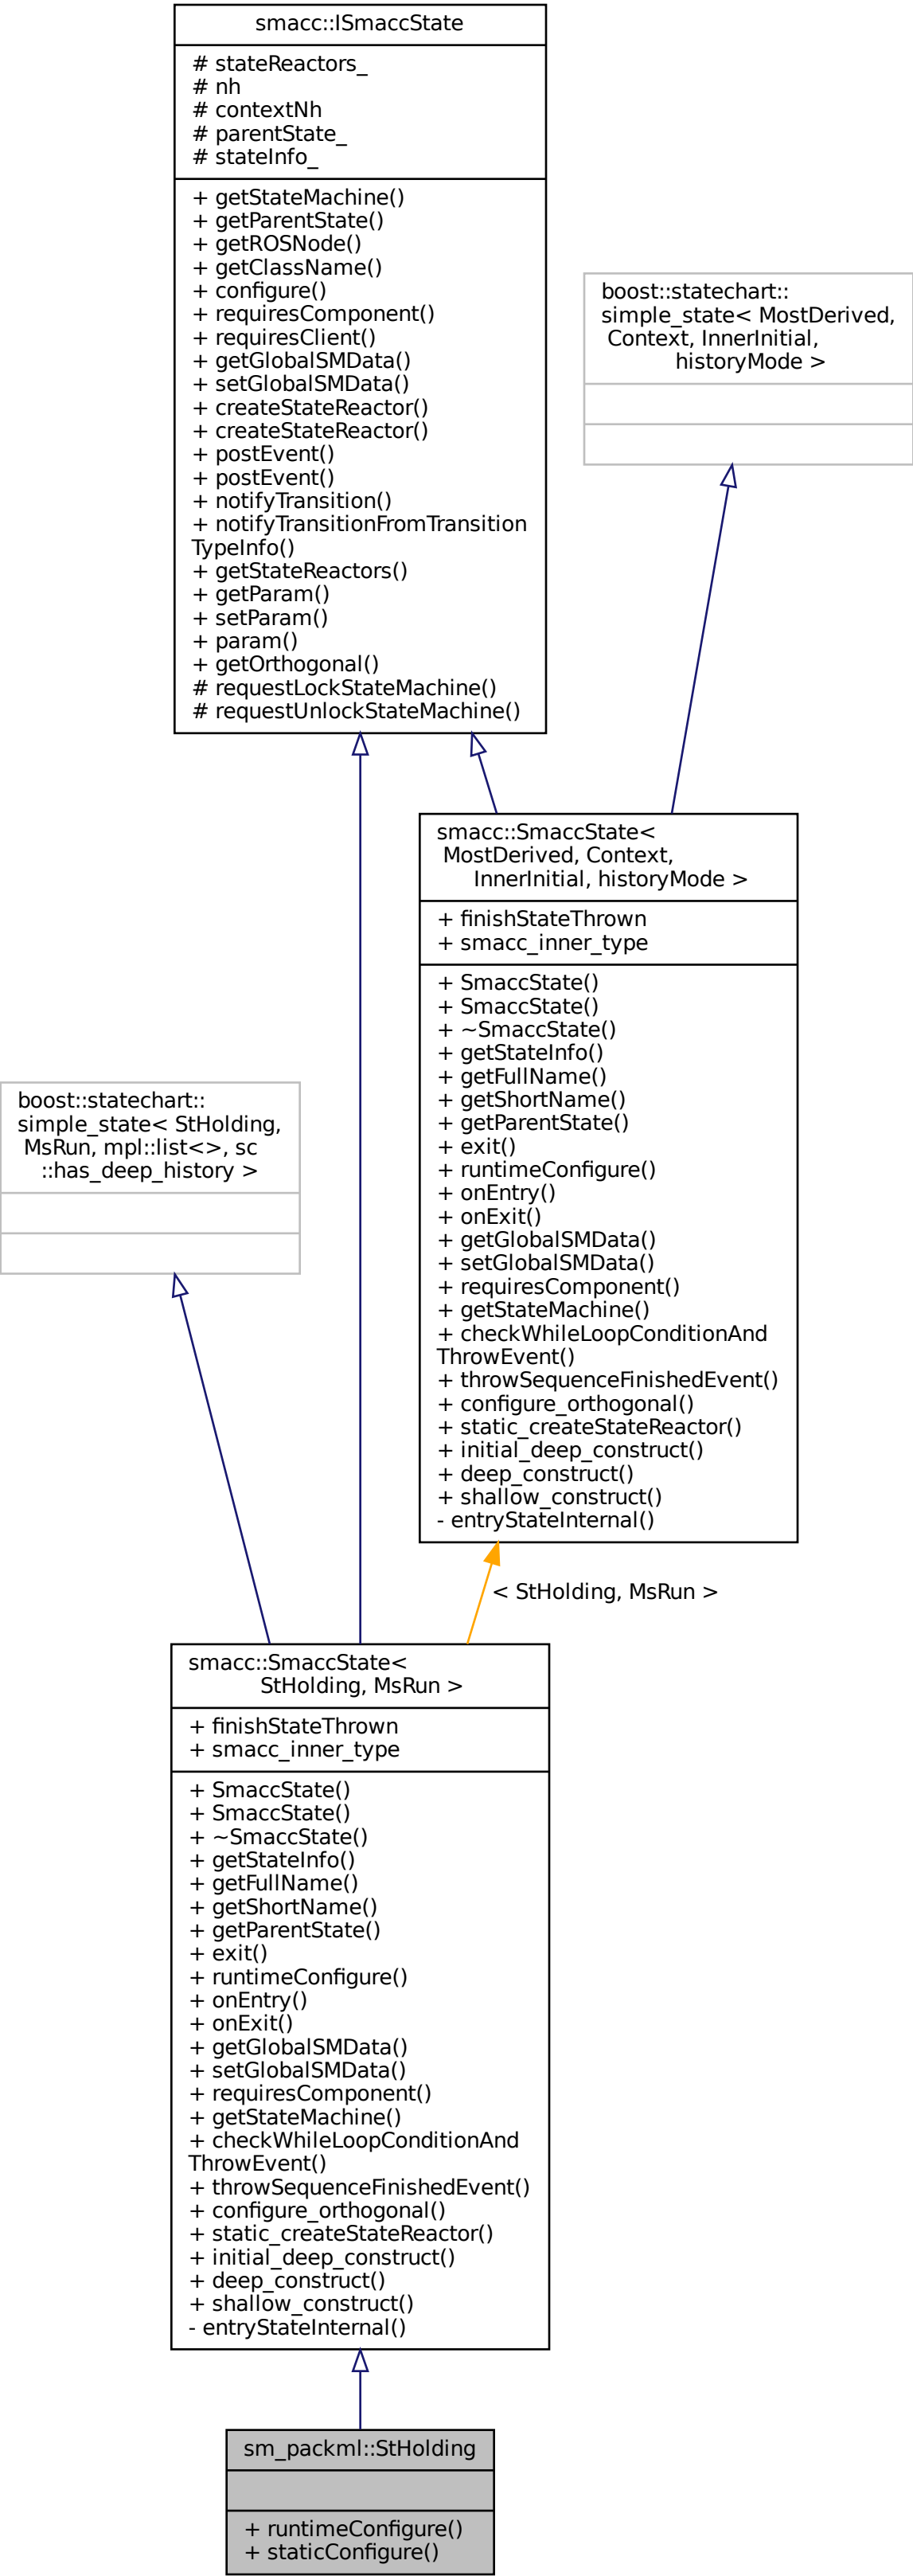 smacc::ISmaccState
# stateReactors_
# nh
# contextNh
# parentState_
# stateInfo_
+ getStateMachine()
+ getParentState()
+ getROSNode()
+ getClassName()
+ configure()
+ requiresComponent()
+ requiresClient()
+ getGlobalSMData()
+ setGlobalSMData()
+ createStateReactor()
+ createStateReactor()
+ postEvent()
+ postEvent()
+ notifyTransition()
+ notifyTransitionFromTransition
TypeInfo()
+ getStateReactors()
+ getParam()
+ setParam()
+ param()
+ getOrthogonal()
# requestLockStateMachine()
# requestUnlockStateMachine()
boost::statechart::
simple_state< MostDerived,
Context, InnerInitial,
historyMode >
smacc::SmaccState<
MostDerived, Context,
InnerInitial, historyMode >
+ finishStateThrown
+ smacc_inner_type
+ SmaccState()
+ SmaccState()
+ ~SmaccState()
+ getStateInfo()
+ getFullName()
+ getShortName()
+ getParentState()
+ exit()
+ runtimeConfigure()
+ onEntry()
+ onExit()
+ getGlobalSMData()
+ setGlobalSMData()
+ requiresComponent()
+ getStateMachine()
+ checkWhileLoopConditionAnd
ThrowEvent()
+ throwSequenceFinishedEvent()
+ configure_orthogonal()
+ static_createStateReactor()
+ initial_deep_construct()
+ deep_construct()
+ shallow_construct()
- entryStateInternal()
boost::statechart::
simple_state< StHolding,
MsRun, mpl::list<>, sc
::has_deep_history >
< StHolding, MsRun >
smacc::SmaccState<
StHolding, MsRun >
+ finishStateThrown
+ smacc_inner_type
+ SmaccState()
+ SmaccState()
+ ~SmaccState()
+ getStateInfo()
+ getFullName()
+ getShortName()
+ getParentState()
+ exit()
+ runtimeConfigure()
+ onEntry()
+ onExit()
+ getGlobalSMData()
+ setGlobalSMData()
+ requiresComponent()
+ getStateMachine()
+ checkWhileLoopConditionAnd
ThrowEvent()
+ throwSequenceFinishedEvent()
+ configure_orthogonal()
+ static_createStateReactor()
+ initial_deep_construct()
+ deep_construct()
+ shallow_construct()
- entryStateInternal()
sm_packml::StHolding
+ runtimeConfigure()
+ staticConfigure()